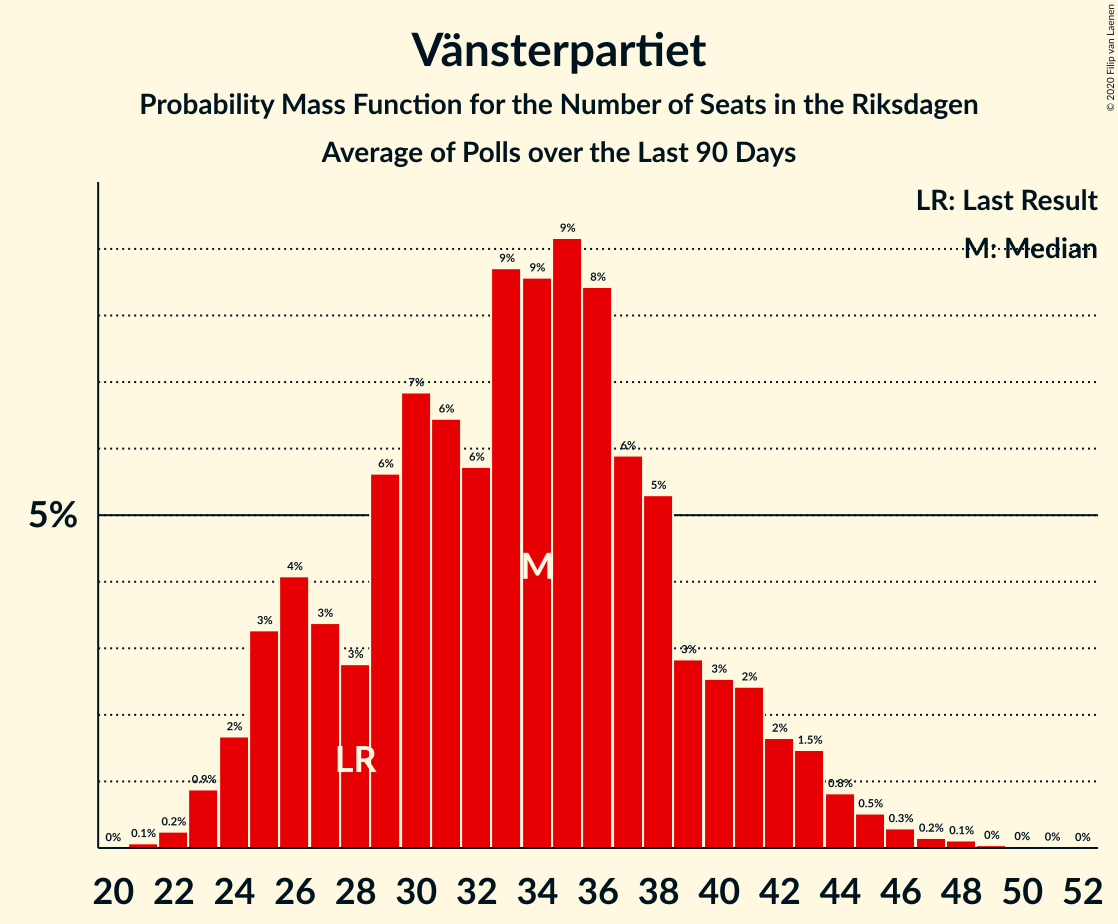 © 2020 Filip van Laenen
Vänsterpartiet
Probability Mass Function for the Number of Seats in the Riksdagen
Average of Polls over the Last 90 Days
LR: Last Result
M: Median
5%
0% 0.1% 0.2% 0.9% 2% 3% 4% 3% 3% 6% 7% 6% 6% 9% 9% 9% 8% 6% 5% 3% 3% 2% 2% 1.5% 0.8% 0.5% 0.3% 0.2% 0.1% 0% 0% 0% 0%
M
LR
20 22 24 26 28 30 32 34 36 38 40 42 44 46 48 50 52